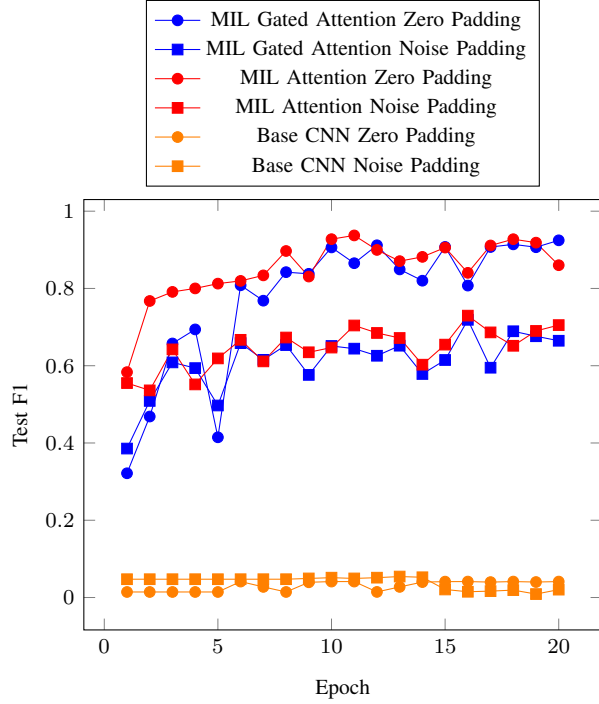 MIL Gated Attention Zero Padding
MIL Gated Attention Noise Padding
MIL Attention Zero Padding
MIL Attention Noise Padding
Base CNN Zero Padding
Base CNN Noise Padding
1
0.8
0.6
0.4
0.2
0
Test F1
0 5 10 15 20
Epoch